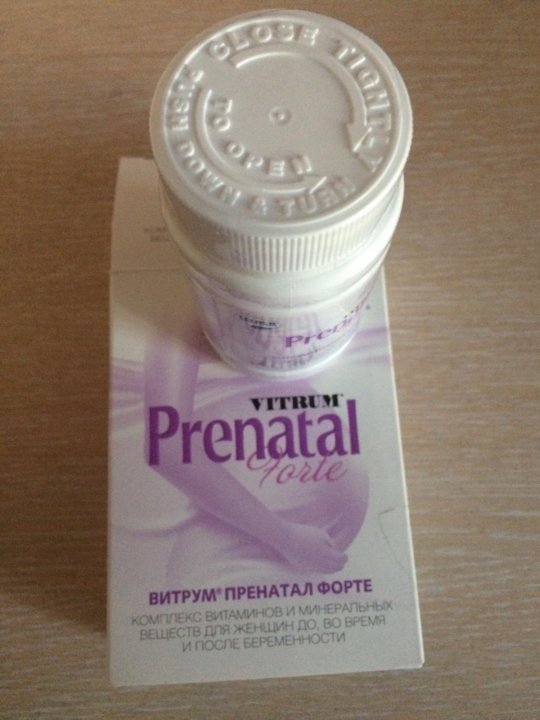 CLOSE TIGHTLY
PUSH DOWN & TURN
TO OPEN
VITRUM®
Prenatal
Forte
ВИТРУМ® ПРЕНАТАЛ ФОРТЕ
КОМПЛЕКС ВИТАМИНОВ И МИНЕРАЛЬНЫХ
ВЕЩЕСТВ ДЛЯ ЖЕНЩИН ДО, ВО ВРЕМЯ
И ПОСЛЕ БЕРЕМЕННОСТИ